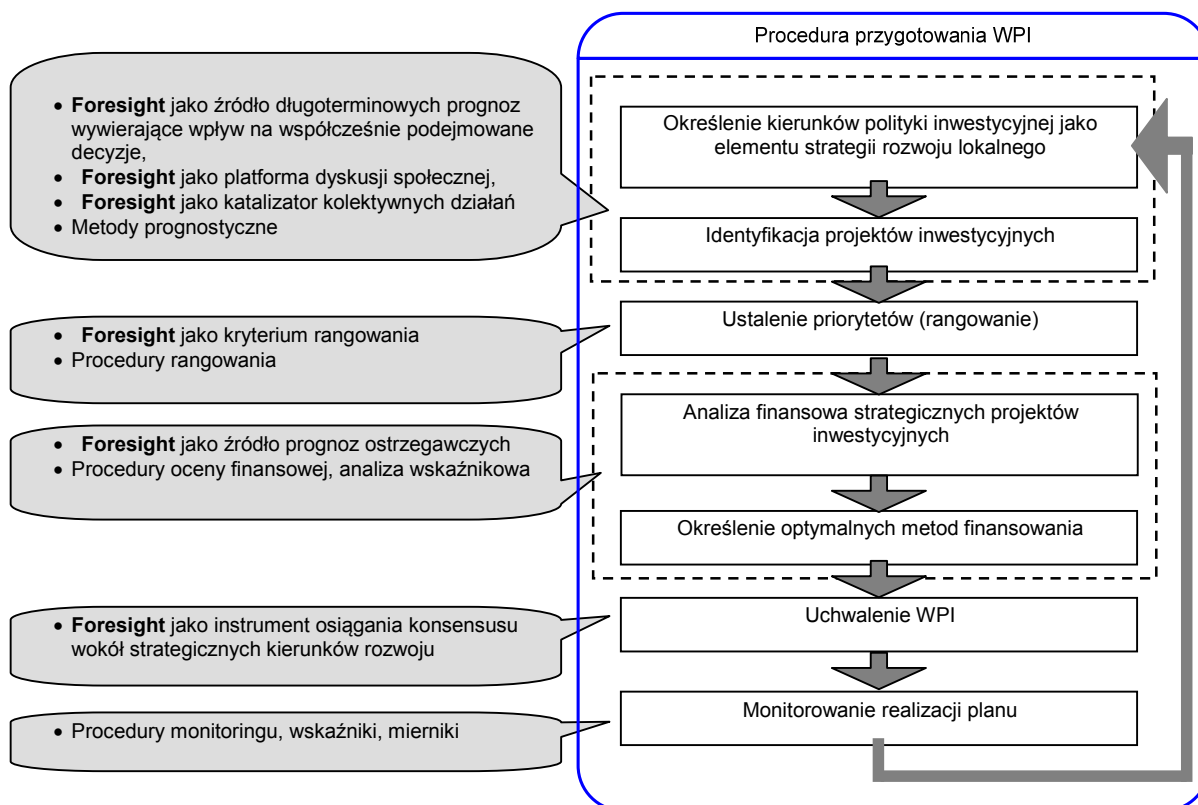 Procedura przygotowania WPI
• Foresight jako źródło długoterminowych prognoz
wywierające wpływ na współcześnie podejmowane
decyzje,
• Foresight jako platforma dyskusji społecznej,
• Foresight jako katalizator kolektywnych działań
• Metody prognostyczne
Określenie kierunków polityki inwestycyjnej jako
elementu strategii rozwoju lokalnego
Identyfikacja projektów inwestycyjnych
• Foresight jako kryterium rangowania
• Procedury rangowania
Ustalenie priorytetów (rangowanie)
• Foresight jako źródło prognoz ostrzegawczych
• Procedury oceny finansowej, analiza wskaźnikowa
Analiza finansowa strategicznych projektów
inwestycyjnych
Określenie optymalnych metod finansowania
• Foresight jako instrument osiągania konsensusu
wokół strategicznych kierunków rozwoju
Uchwalenie WPI
• Procedury monitoringu, wskaźniki, mierniki
Monitorowanie realizacji planu